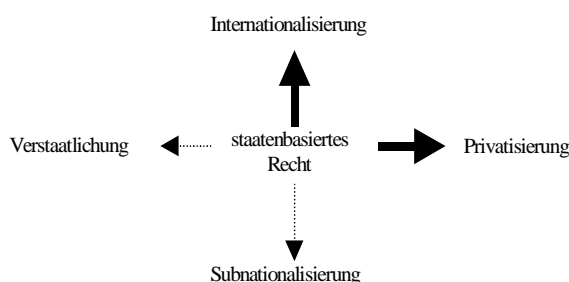 Internationalisierung
Verstaatlichung
staatenbasiertes
Recht
Privatisierung
Subnationalisierung